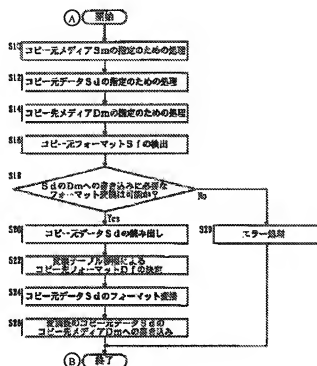 A
開始
S10
コピー元メディアSmの指定のための処理
S12
コピー元データSdの指定のための処理
S14
コピー先メディアDmの指定のための処理
S16
コピー元フォーマットSfの検出
S18
SdのDmへの書き込みに必要な
フォーマット変換は可能か?
No
Yes
S20
コピー元データSdの読み出し
S29
エラー処理
S22
変換テーブル参照による
コピー先フォーマットDfの決定
S24
コピー元データSdのフォーマット変換
S26
変換後のコピー元データSdの
コピー先メディアDmへの書き込み
B
終了